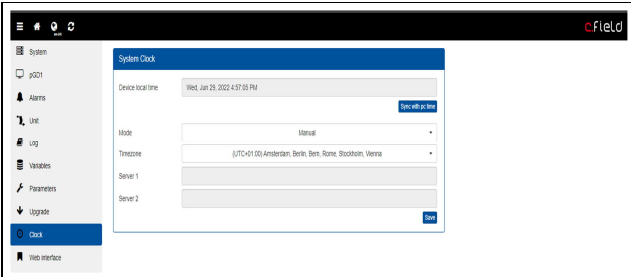 c.field
System
pGD1
Alarms
Unit
Log
Variables
Parameters
Upgrade
Clock
Web interface
System Clock
Device local time
Wed, Jun 29, 2022 4:57:05 PM
Sync with pc time
Mode
Manual
Timezone
(UTC+01:00) Amsterdam, Berlin, Bern, Rome, Stockholm, Vienna
Server 1
Server 2
Save